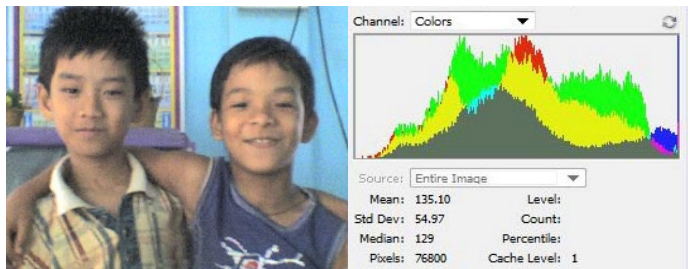 Channel: Colors
Source: Entire Image
Mean: 135.10 Level:
Std Dev: 54.97 Count:
Median: 129 Percentile:
Pixels: 76800 Cache Level: 1